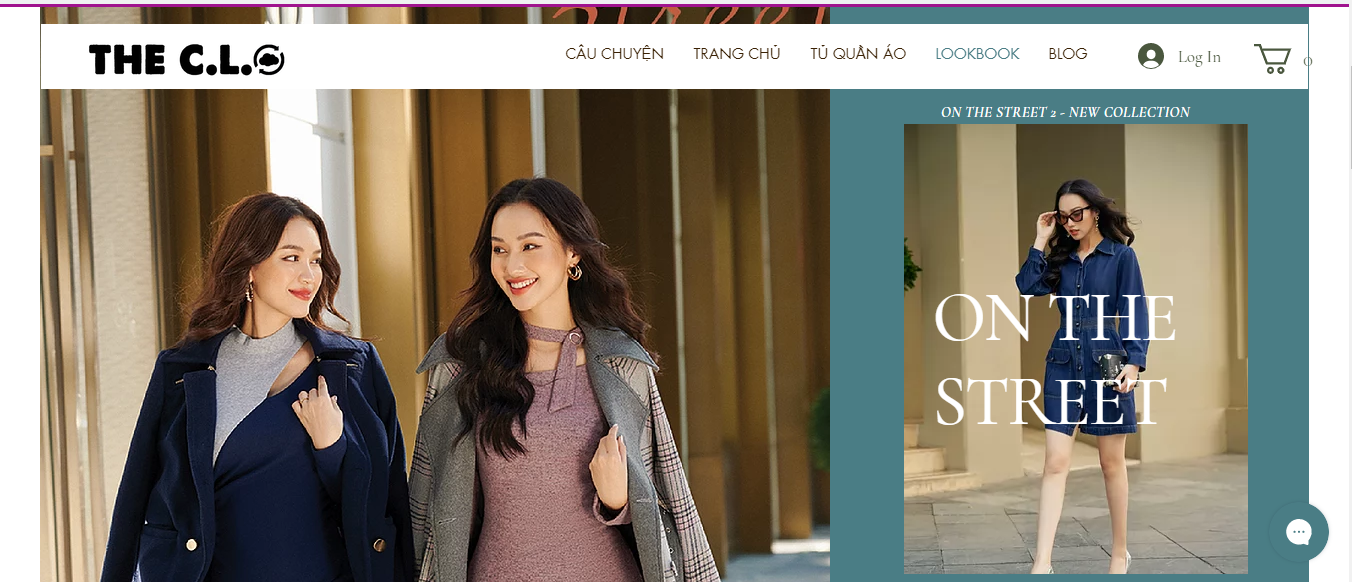 Street
THE C.L.
CÂU CHUYỆN TRANG CHỦ TỦ QUẦN ÁO LOOKBOOK BLOG Log In 0
ON THE STREET 2 - NEW COLLECTION
ON THE
STREET